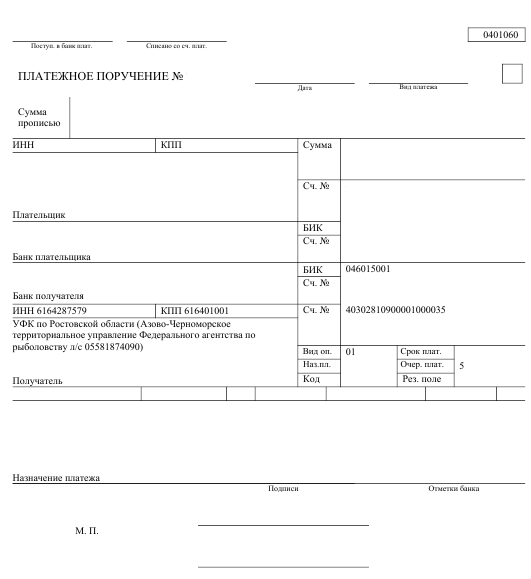 0401060
Поступ. в банк плат.
Списано со сч. плат.
ПЛАТЕЖНОЕ ПОРУЧЕНИЕ №
Дата
Вид платежа
Сумма
прописью
ИНН
КПП
Сумма
Сч. №
Плательщик
БИК
Сч. №
Банк плательщика
БИК
046015001
Сч. №
Банк получателя
ИНН 6164287579
КПП 616401001
Сч. №
40302810900001000035
УФК по Ростовской области (Азово-Черноморское
территориальное управление Федерального агентства по
рыболовству л/с 05581874090)
Вид оп.
01
Срок плат.
Наз.пл.
Очер. плат.
5
Получатель
Код
Рез. поле
Назначение платежа
Подписи
Отметки банка
М. П.